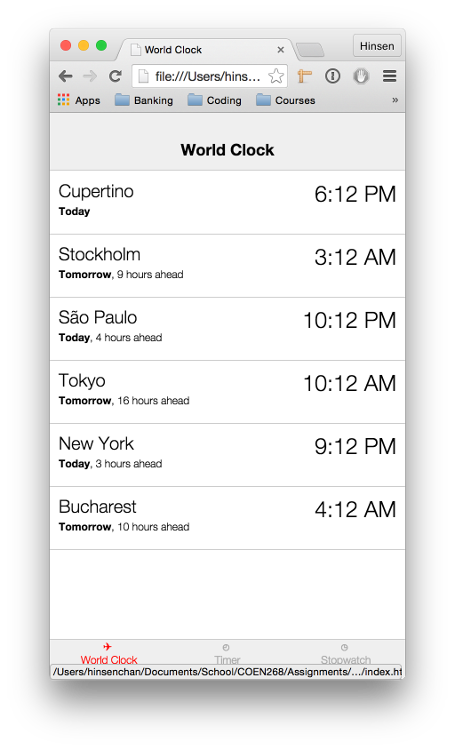 World Clock
Hinsen
file:///Users/hins...
Apps Banking Coding Courses »
World Clock
Cupertino 6:12 PM
Today
Stockholm 3:12 AM
Tomorrow, 9 hours ahead
São Paulo 10:12 PM
Today, 4 hours ahead
Tokyo 10:12 AM
Tomorrow, 16 hours ahead
New York 9:12 PM
Today, 3 hours ahead
Bucharest 4:12 AM
Tomorrow, 10 hours ahead
World Clock Timer Stopwatch
/Users/hinsenchan/Documents/School/COEN268/Assignments/.../index.ht